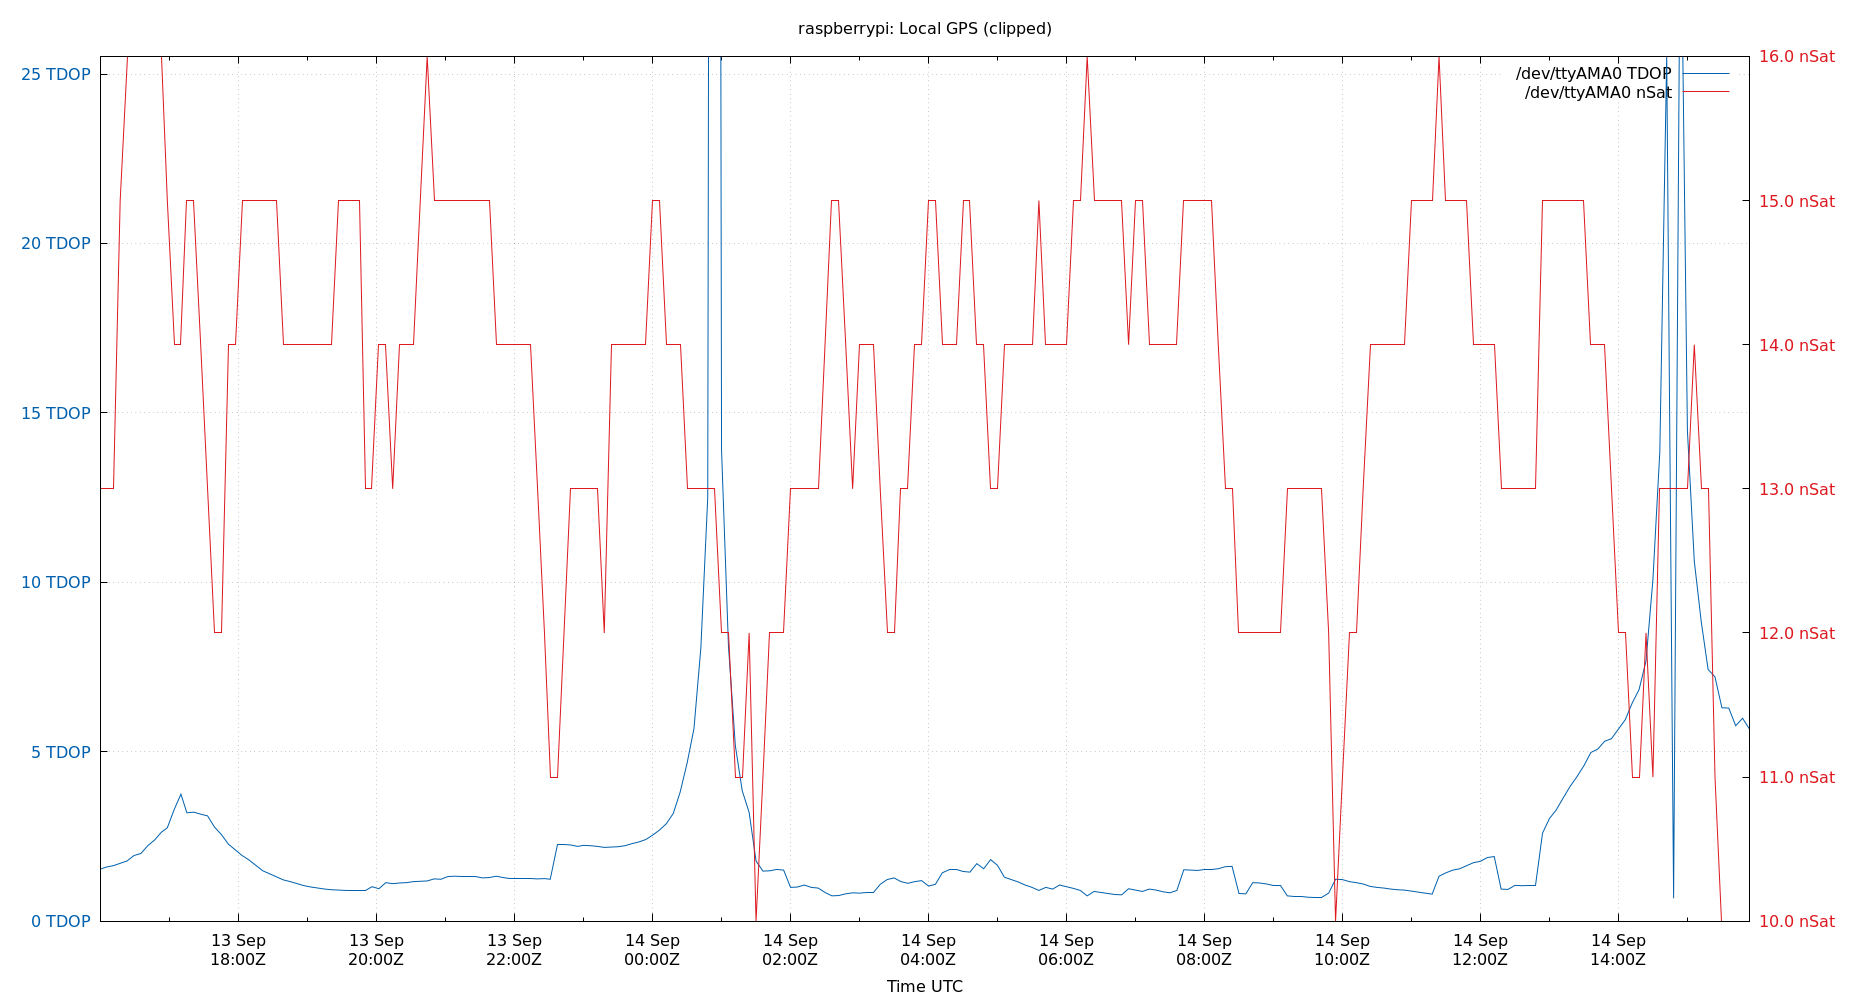 raspberrypi: Local GPS (clipped)
25 TDOP
20 TDOP
15 TDOP
10 TDOP
5 TDOP
0 TDOP
16.0 nSat
15.0 nSat
14.0 nSat
13.0 nSat
12.0 nSat
11.0 nSat
10.0 nSat
/dev/ttyAMA0 TDOP
/dev/ttyAMA0 nSat
13 Sep
18:00Z
13 Sep
20:00Z
13 Sep
22:00Z
14 Sep
00:00Z
14 Sep
02:00Z
14 Sep
04:00Z
14 Sep
06:00Z
14 Sep
08:00Z
14 Sep
10:00Z
14 Sep
12:00Z
14 Sep
14:00Z
Time UTC